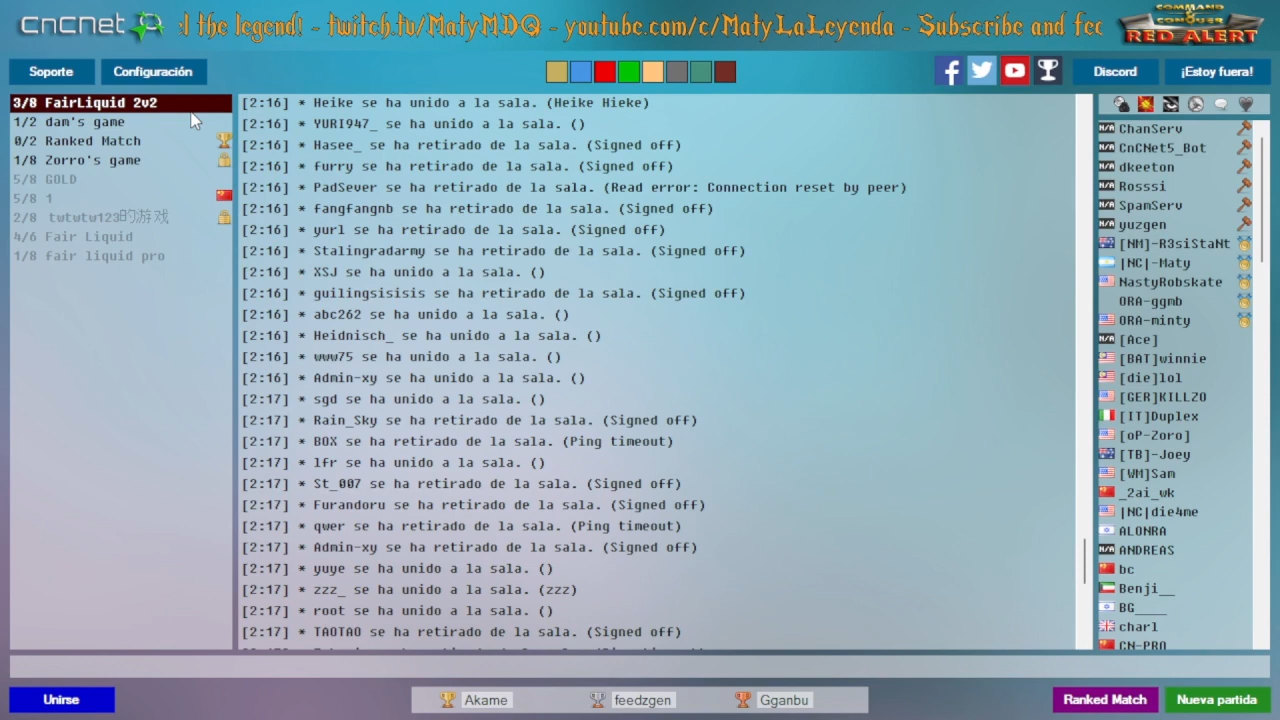 CnCNet
d the legend! - twitch.tv/MatyMDQ - youtube.com/c/MatyLaLeyenda - Subscribe and fee
COMMAND & CONQUER
RED ALERT
Soporte
Configuración
Discord
¡Estoy fuera!
3/8 FairLiquid 2v2
1/2 dam's game
0/2 Ranked Match
1/8 Zorro's game
5/8 GOLD
5/8 1
2/8 twtwtw123的游戏
4/6 Fair Liquid
1/8 fair liquid pro
[2:16] * Heike se ha unido a la sala. (Heike Hieke)
[2:16] * YURI947_ se ha unido a la sala. ()
[2:16] * Hasee_ se ha retirado de la sala. (Signed off)
[2:16] * furry se ha retirado de la sala. (Signed off)
[2:16] * PadSever se ha retirado de la sala. (Read error: Connection reset by peer)
[2:16] * fangfangnb se ha retirado de la sala. (Signed off)
[2:16] * yurl se ha retirado de la sala. (Signed off)
[2:16] * Stalingradarmy se ha retirado de la sala. (Signed off)
[2:16] * XSJ se ha unido a la sala. ()
[2:16] * guilingsisisis se ha retirado de la sala. (Signed off)
[2:16] * abc262 se ha unido a la sala. ()
[2:16] * Heidnisch_ se ha unido a la sala. ()
[2:16] * www75 se ha unido a la sala. ()
[2:16] * Admin-xy se ha unido a la sala. ()
[2:16] * sgd se ha unido a la sala. ()
[2:16] * Rain_Sky se ha retirado de la sala. (Signed off)
[2:17] * BOX se ha retirado de la sala. (Ping timeout)
[2:17] * lfr se ha unido a la sala. ()
[2:17] * St_007 se ha retirado de la sala. (Signed off)
[2:17] * Furandoru se ha retirado de la sala. (Signed off)
[2:17] * qwer se ha retirado de la sala. (Ping timeout)
[2:17] * Admin-xy se ha retirado de la sala. (Signed off)
[2:17] * yuye se ha unido a la sala. ()
[2:17] * zzz_ se ha unido a la sala. (zzz)
[2:17] * root se ha unido a la sala. ()
[2:17] * TAOTAO se ha retirado de la sala. (Signed off)
N/A ChanServ
N/A CnCNet5_Bot
N/A dkeeton
N/A Rosssi
N/A SpamServ
N/A yuzgen
[NM]-R3siStaNt
|NC|-Maty
NastyRobskate
ORA-ggmb
ORA-minty
N/A [Ace]
[BAT]winnie
[die]lol
[GER]KILLZO
[IT]Duplex
[oP-Zoro]
[TB]-Joey
[WM]Sam
_2ai_wk
|NC|die4me
ALONRA
N/A ANDREAS
bc
Benji__
BG____
charl
CN-PRO
Unirse
Akame
feedzgen
Gganbu
Ranked Match
Nueva partida